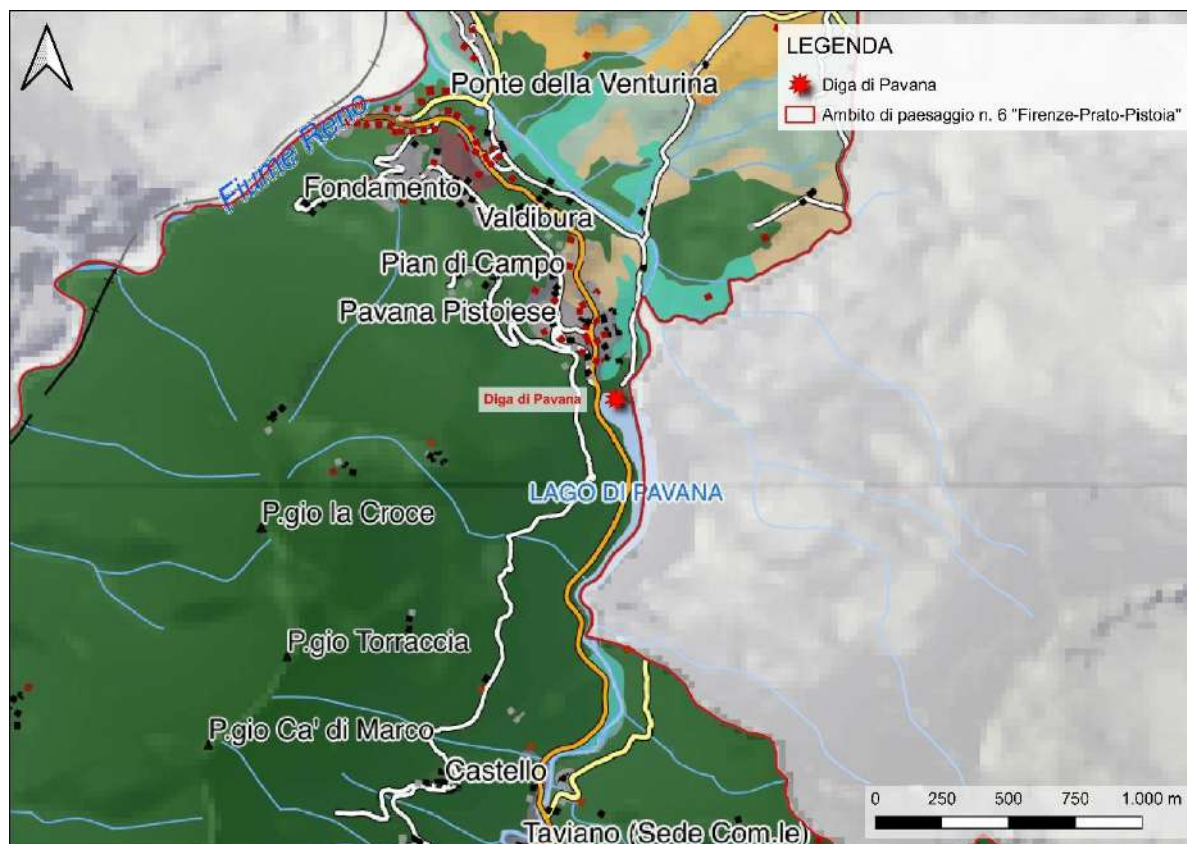 LEGENDA
Diga di Pavana
Ambito di paesaggio n. 6 "Firenze-Prato-Pistoia"
Ponte della Venturina
Fiume Reno
Fondamento
Valdibura
Pian di Campo
Pavana Pistoiese
Diga di Pavana
LAGO DI PAVANA
P.gio la Croce
P.gio Torraccia
P.gio Ca' di Marco
Castello
Taviano (Sede Com.le)
0 250 500 750 1.000 m